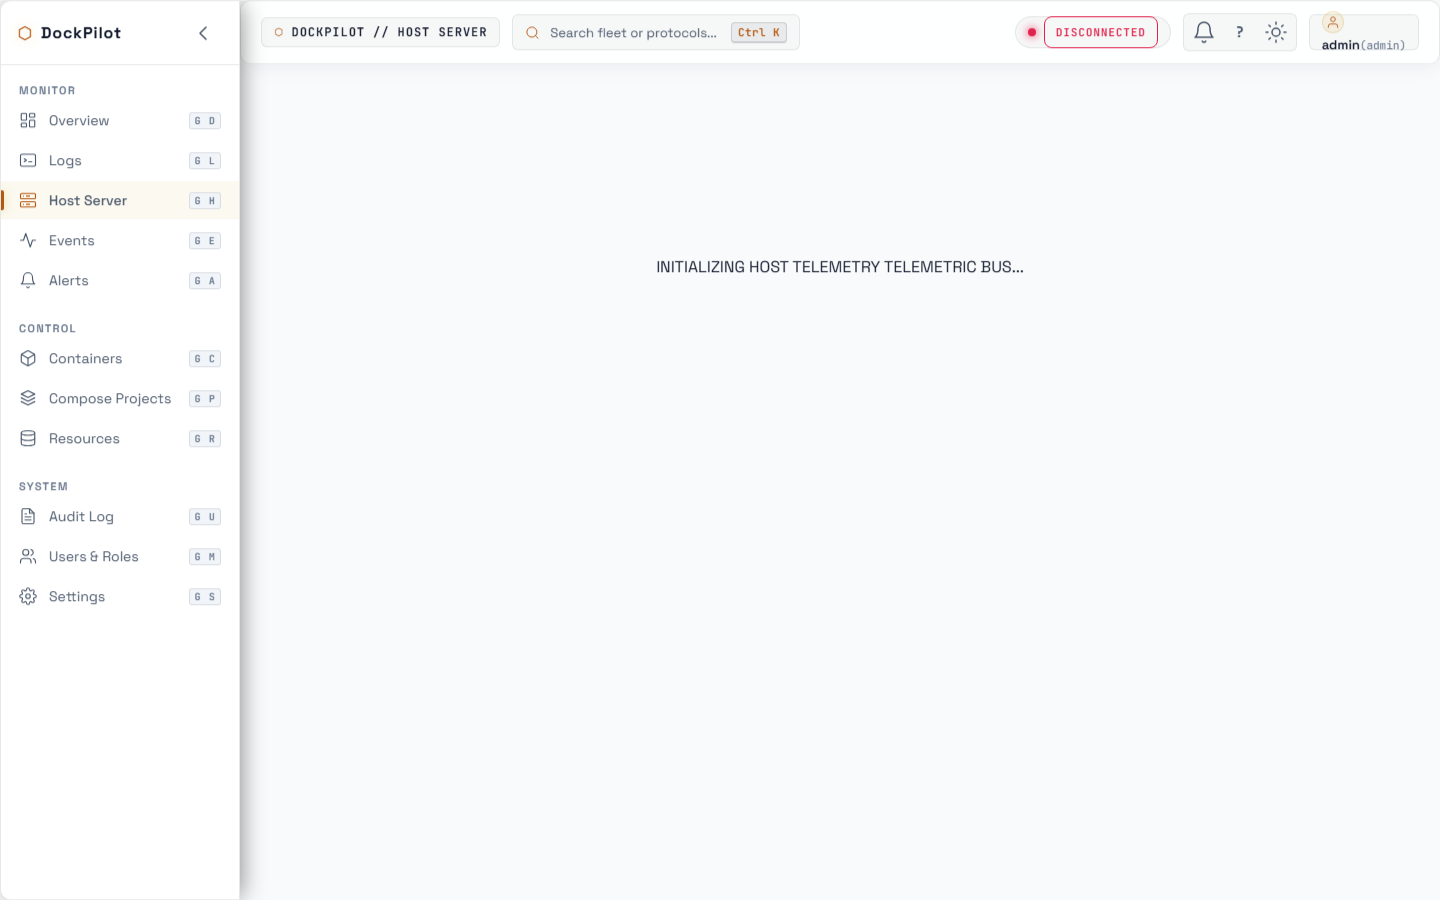 DockPilot
MONITOR
Overview G D
Logs G L
Host Server G H
Events G E
Alerts G A
CONTROL
Containers G C
Compose Projects G P
Resources G R
SYSTEM
Audit Log G U
Users & Roles G M
Settings G S
DOCKPILOT // HOST SERVER
Search fleet or protocols... Ctrl K
DISCONNECTED
?
admin(admin)
INITIALIZING HOST TELEMETRY TELEMETRIC BUS...